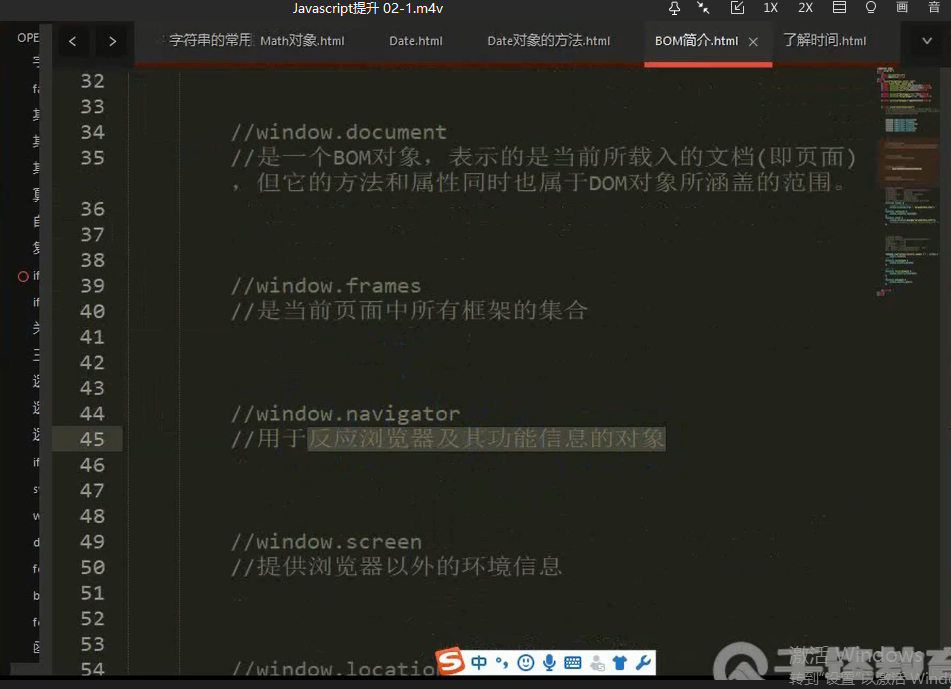 Javascript提升 02-1.m4v
1X 2X 画 音
OPE
字符串的常用 Math对象.html Date.html Date对象的方法.html BOM简介.html 了解时间.html
32
33
34 //window.document
35 //是一个BOM对象，表示的是当前所载入的文档(即页面)
，但它的方法和属性同时也属于DOM对象所涵盖的范围。
36
37
38
39 //window.frames
40 //是当前页面中所有框架的集合
41
42
43
44 //window.navigator
45 //用于反应浏览器及其功能信息的对象
46
47
48
49 //window.screen
50 //提供浏览器以外的环境信息
51
52
53
54 //window.locatio
中
激活 Windows
转到"设置"以激活 Wind